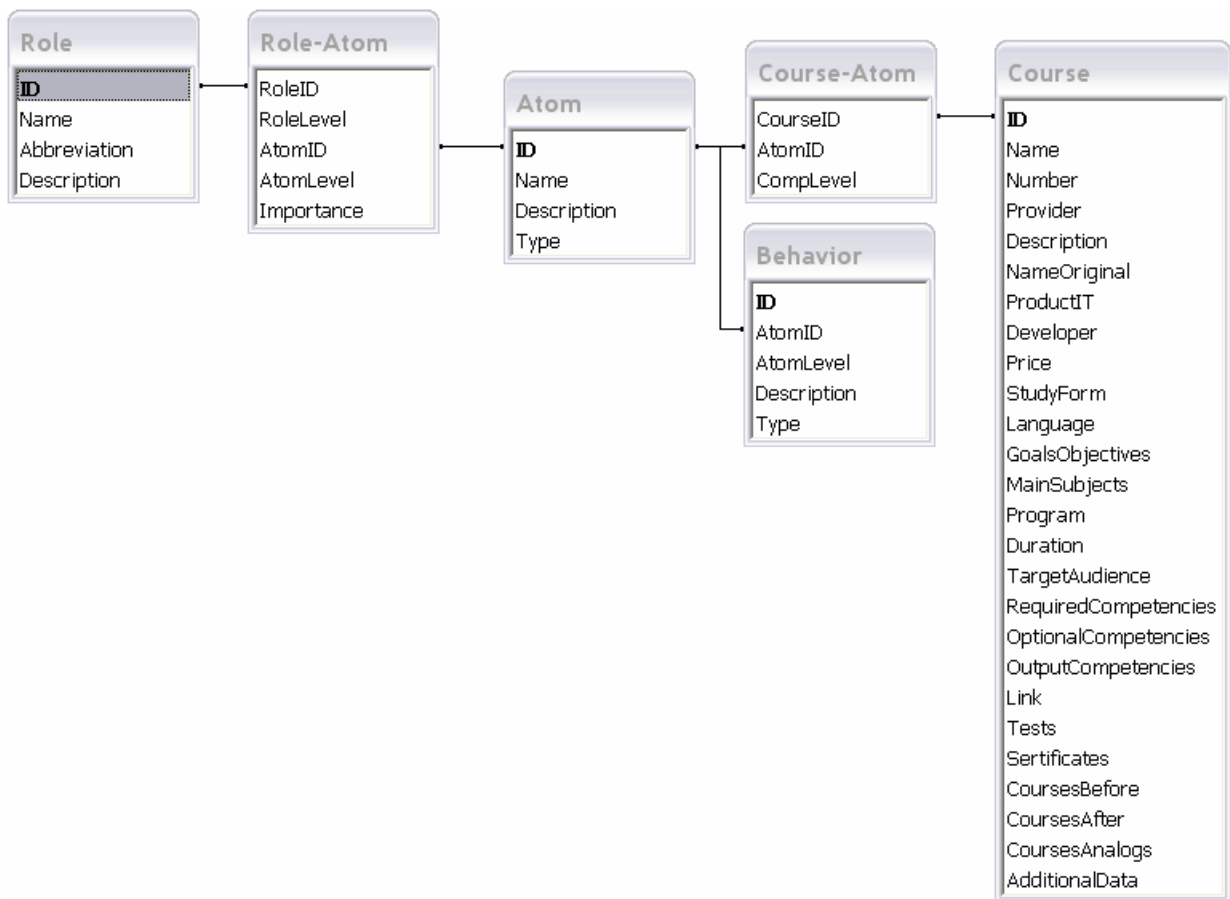 Role
ID
Name
Abbreviation
Description
Role-Atom
RoleID
RoleLevel
AtomID
AtomLevel
Importance
Atom
ID
Name
Description
Type
Course-Atom
CourseID
AtomID
CompLevel
Behavior
ID
AtomID
AtomLevel
Description
Type
Course
ID
Name
Number
Provider
Description
NameOriginal
ProductIT
Developer
Price
StudyForm
Language
GoalsObjectives
MainSubjects
Program
Duration
TargetAudience
RequiredCompetencies
OptionalCompetencies
OutputCompetencies
Link
Tests
Sertificates
CoursesBefore
CoursesAfter
CoursesAnalogs
AdditionalData